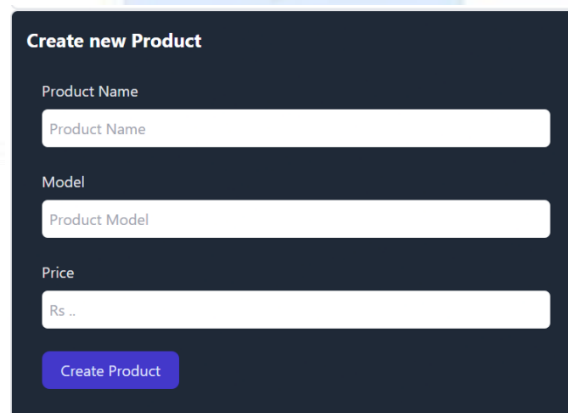 Create new Product
Product Name
Product Name
Model
Product Model
Price
Rs ..
Create Product